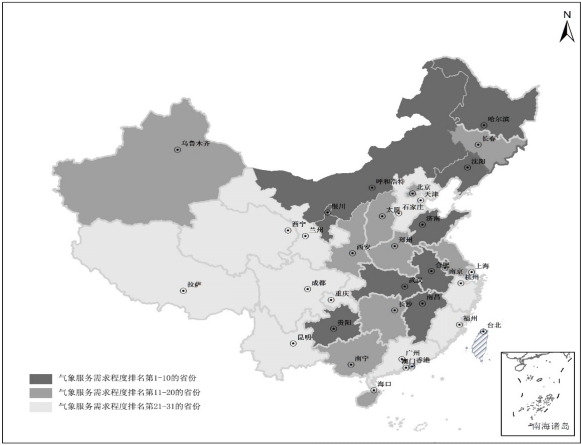 N
哈尔滨
长春
乌鲁木齐
沈阳
呼和浩特
北京
天津
银川
石家庄
太原
济南
西宁
兰州
西安
郑州
合肥
南京
上海
拉萨
成都
武汉
杭州
重庆
长沙
南昌
贵阳
福州
台北
昆明
广州
南宁
澳门
香港
海口
气象服务需求程度排名第1-10的省份
气象服务需求程度排名第11-20的省份
气象服务需求程度排名第21-31的省份
南海诸岛